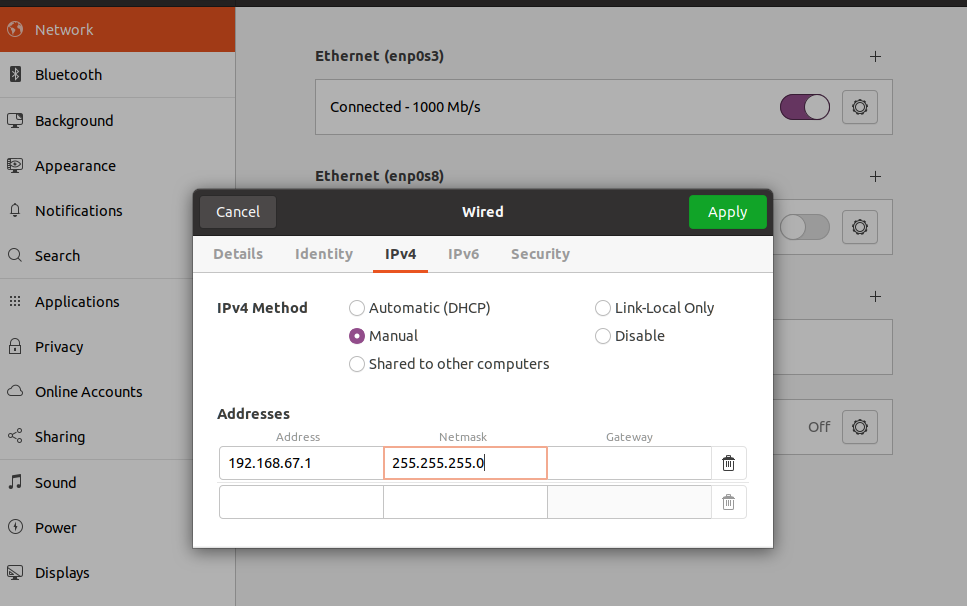 Network
Bluetooth
Background
Appearance
Notifications
Search
Applications
Privacy
Online Accounts
Sharing
Sound
Power
Displays
Ethernet (enp0s3)
Connected - 1000 Mb/s
Ethernet (enp0s8)
Off
Cancel Wired Apply
Details Identity IPv4 IPv6 Security
IPv4 Method Automatic (DHCP) Link-Local Only
Manual Disable
Shared to other computers
Addresses
Address Netmask Gateway
192.168.67.1 255.255.255.0